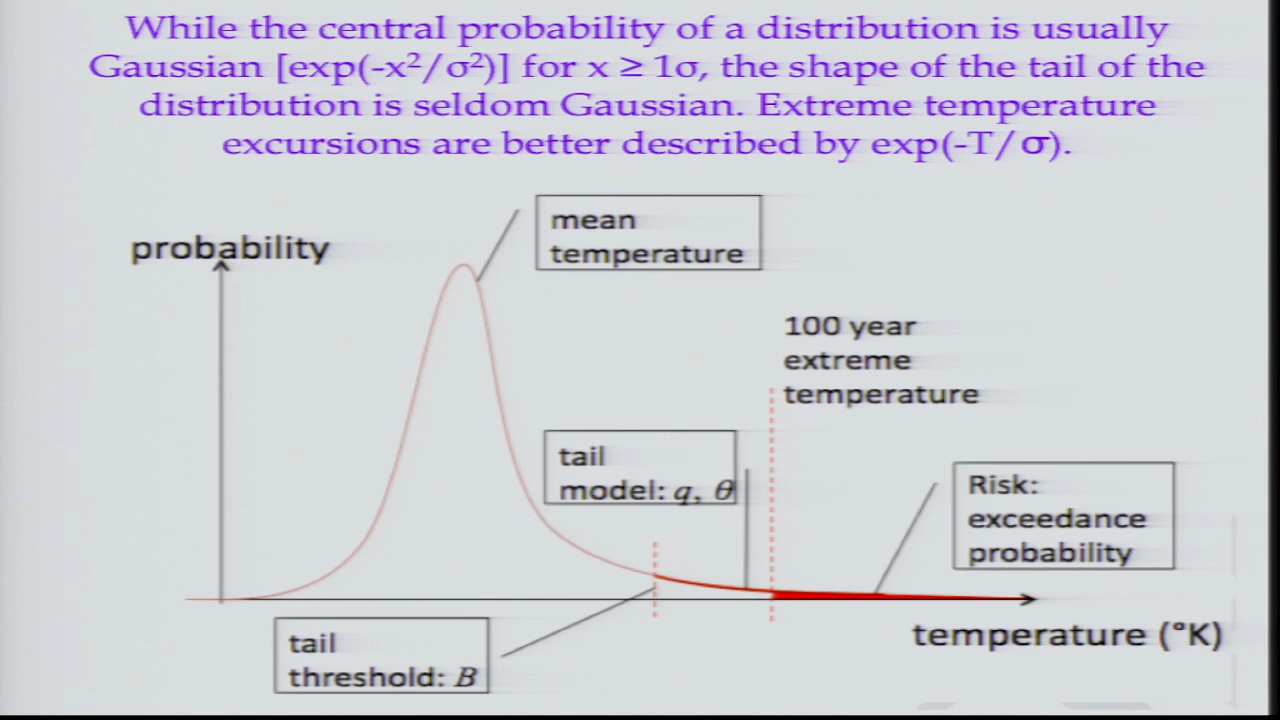 While the central probability of a distribution is usually
Gaussian [exp(-x²/σ²)] for x ≥ 1σ, the shape of the tail of the
distribution is seldom Gaussian. Extreme temperature
excursions are better described by exp(-T/σ).
mean
temperature
probability
100 year
extreme
temperature
tail
model: q, θ
Risk:
exceedance
probability
temperature (°K)
tail
threshold: B